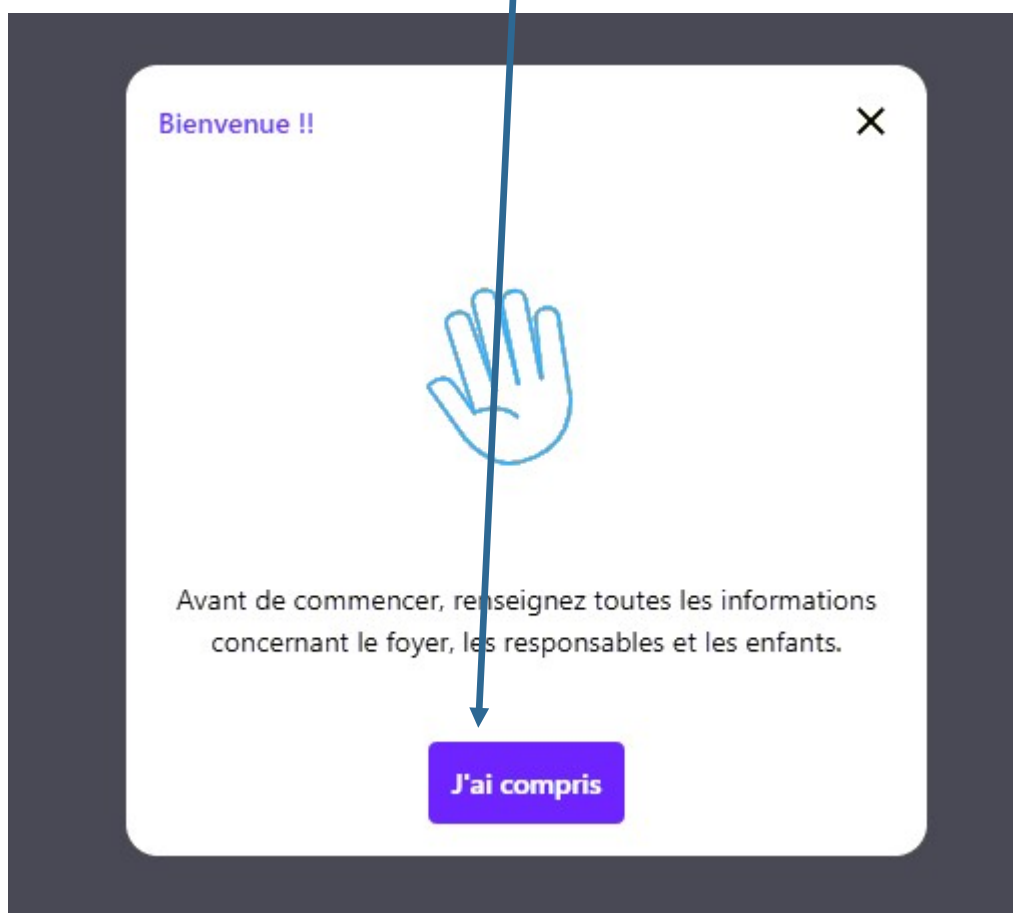 Bienvenue !!
Avant de commencer, renseignez toutes les informations
concernant le foyer, les responsables et les enfants.
J'ai compris